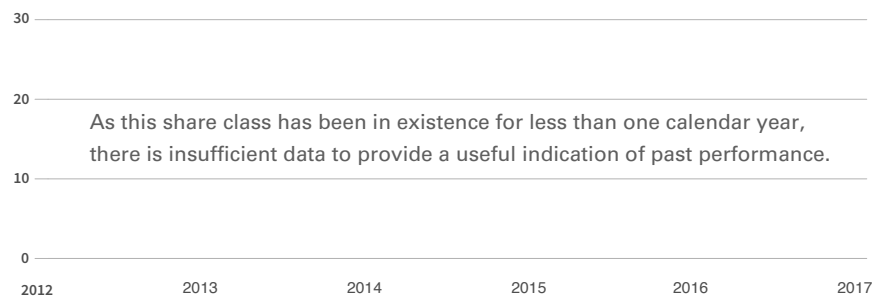 30
20
As this share class has been in existence for less than one calendar year,
there is insufficient data to provide a useful indication of past performance.
10
0
2012 2013 2014 2015 2016 2017